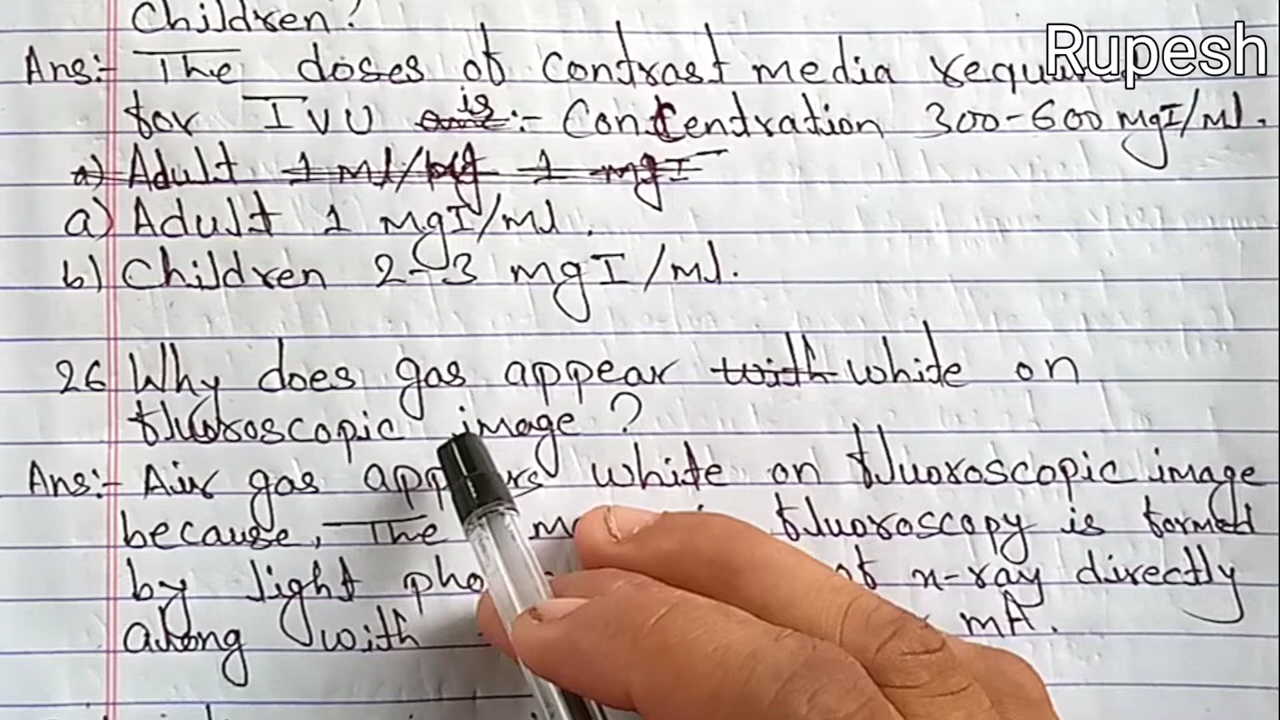 Children?
Rupesh
Ans:- The doses of contrast media
for IVU is:- Concentration 300-600 mgI/ml.
a) Adult 1 ml/kg 1 mgI
a) Adult 1 mgI/ml.
b) Children 2-3 mgI/ml.
26 Why does gas appear with white on
fluoroscopic image?
Ans:- Air gas appears white on fluoroscopic image
because, The fluoroscopy is formed
by light of x-ray directly
along with mA.